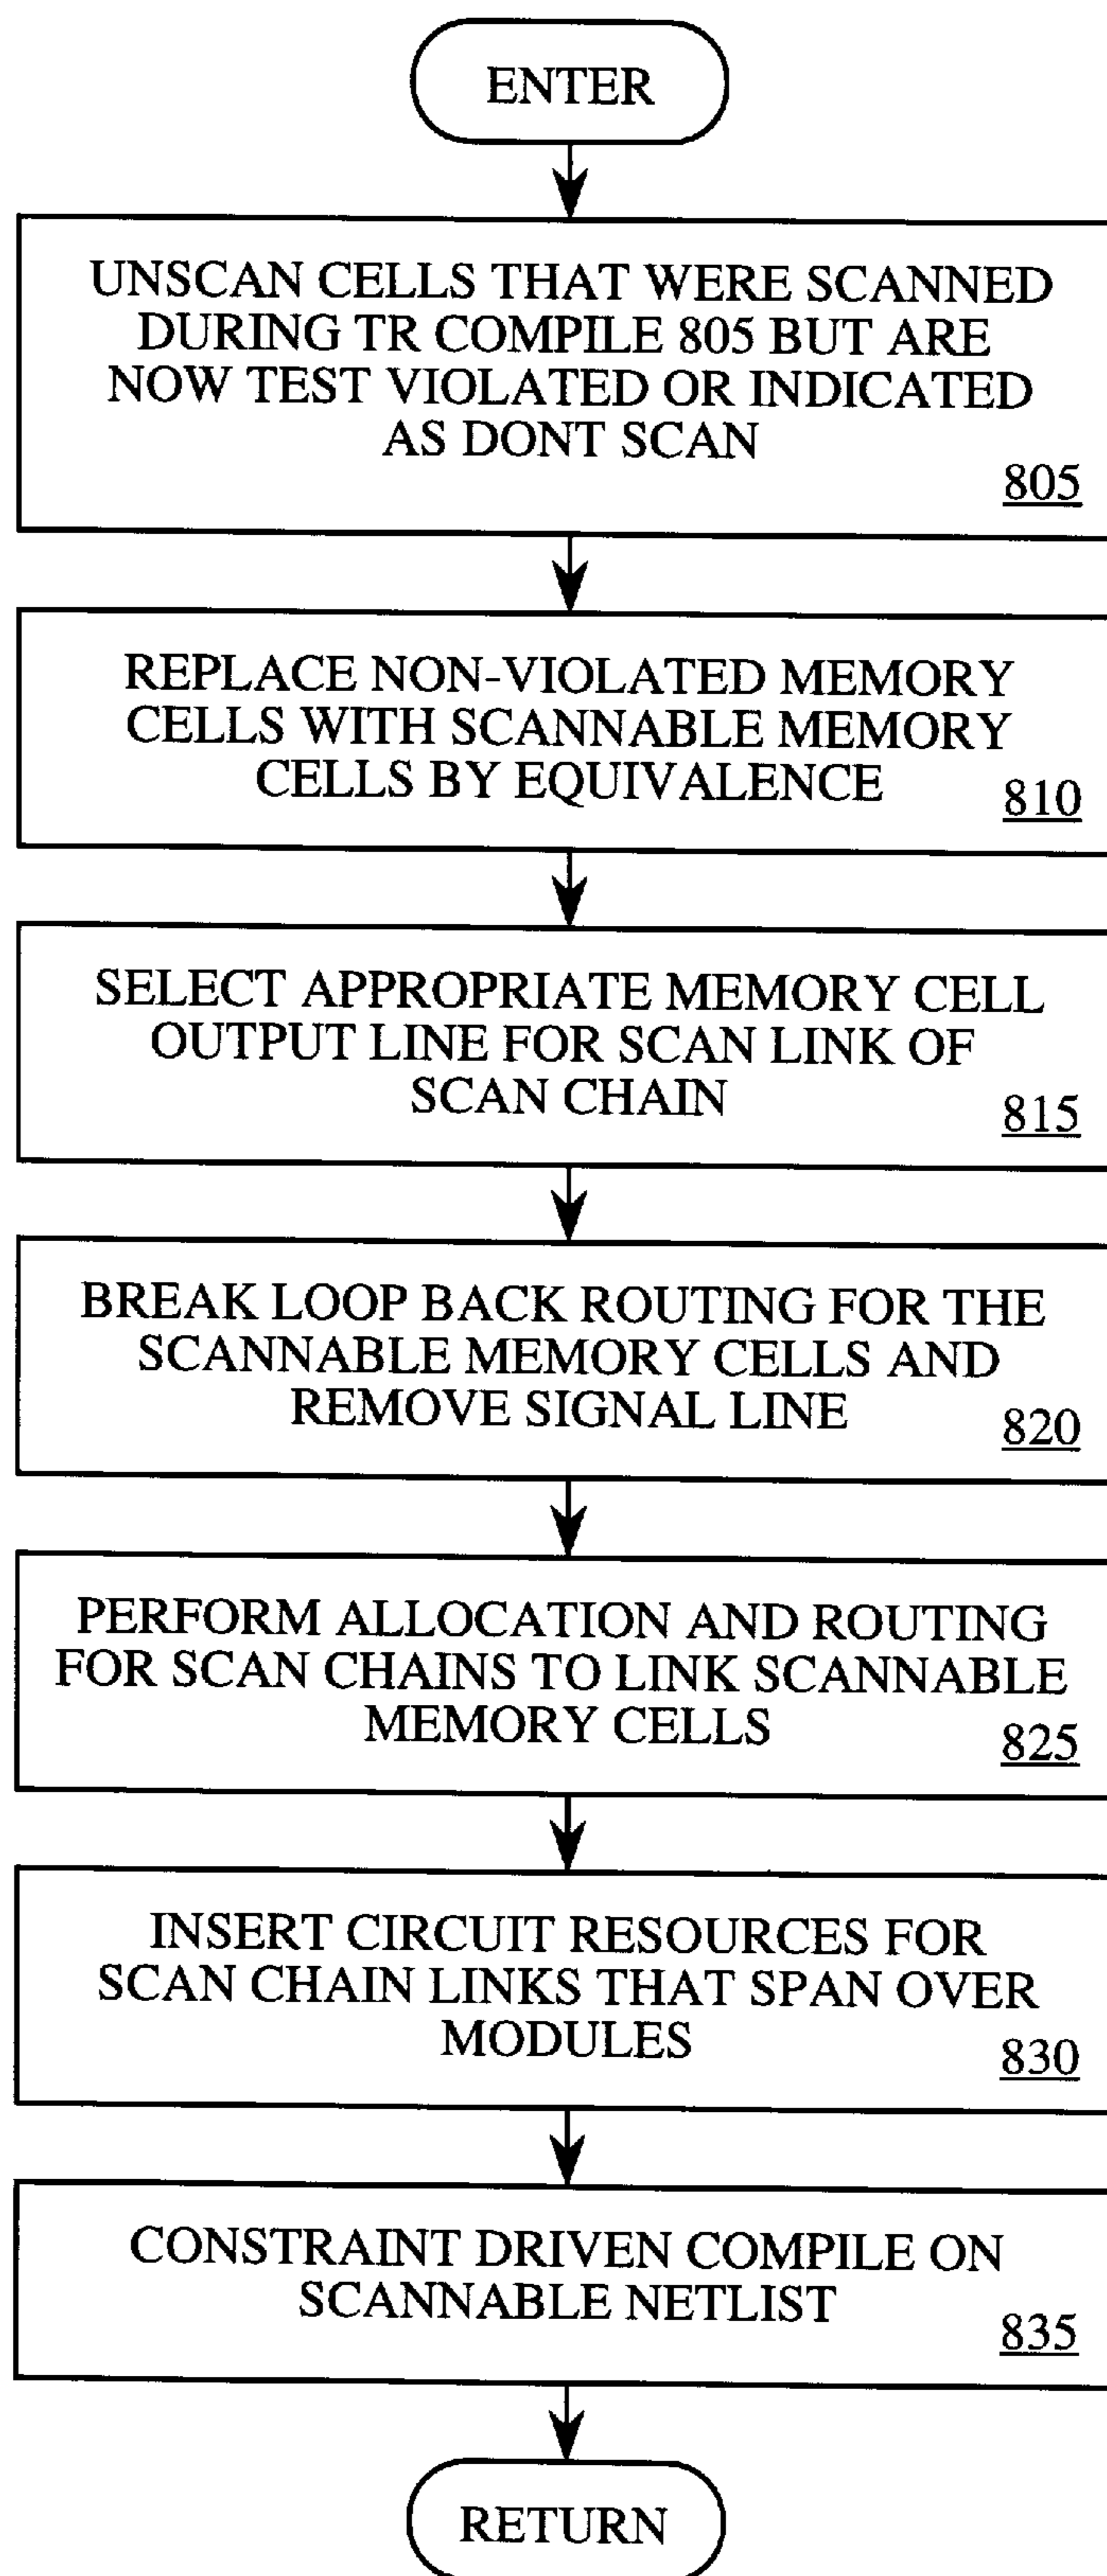 ENTER
UNSCAN CELLS THAT WERE SCANNED
DURING TR COMPILE 805 BUT ARE
NOW TEST VIOLATED OR INDICATED
AS DONT SCAN
805
REPLACE NON-VIOLATED MEMORY
CELLS WITH SCANNABLE MEMORY
CELLS BY EQUIVALENCE
810
SELECT APPROPRIATE MEMORY CELL
OUTPUT LINE FOR SCAN LINK OF
SCAN CHAIN
815
BREAK LOOP BACK ROUTING FOR THE
SCANNABLE MEMORY CELLS AND
REMOVE SIGNAL LINE
820
PERFORM ALLOCATION AND ROUTING
FOR SCAN CHAINS TO LINK SCANNABLE
MEMORY CELLS
825
INSERT CIRCUIT RESOURCES FOR
SCAN CHAIN LINKS THAT SPAN OVER
MODULES
830
CONSTRAINT DRIVEN COMPILE ON
SCANNABLE NETLIST
835
RETURN